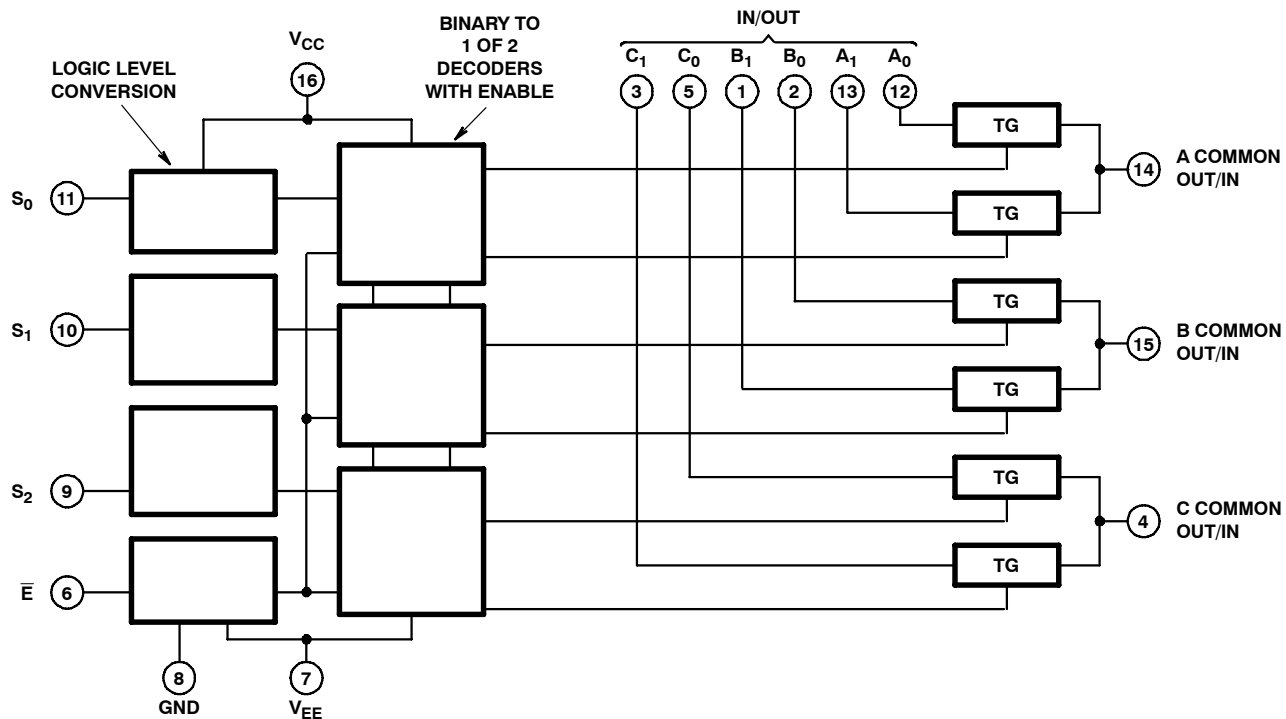 IN/OUT
BINARY TO
1 OF 2
DECODERS
WITH ENABLE
VCC
16
LOGIC LEVEL
CONVERSION
C1 C0 B1 B0 A1 A0
3 5 1 2 13 12
TG
A COMMON
OUT/IN
14
S0 11
TG
TG
S1 10
B COMMON
OUT/IN
15
TG
TG
S2 9
C COMMON
OUT/IN
4
TG
E̅ 6
8
GND
7
VEE